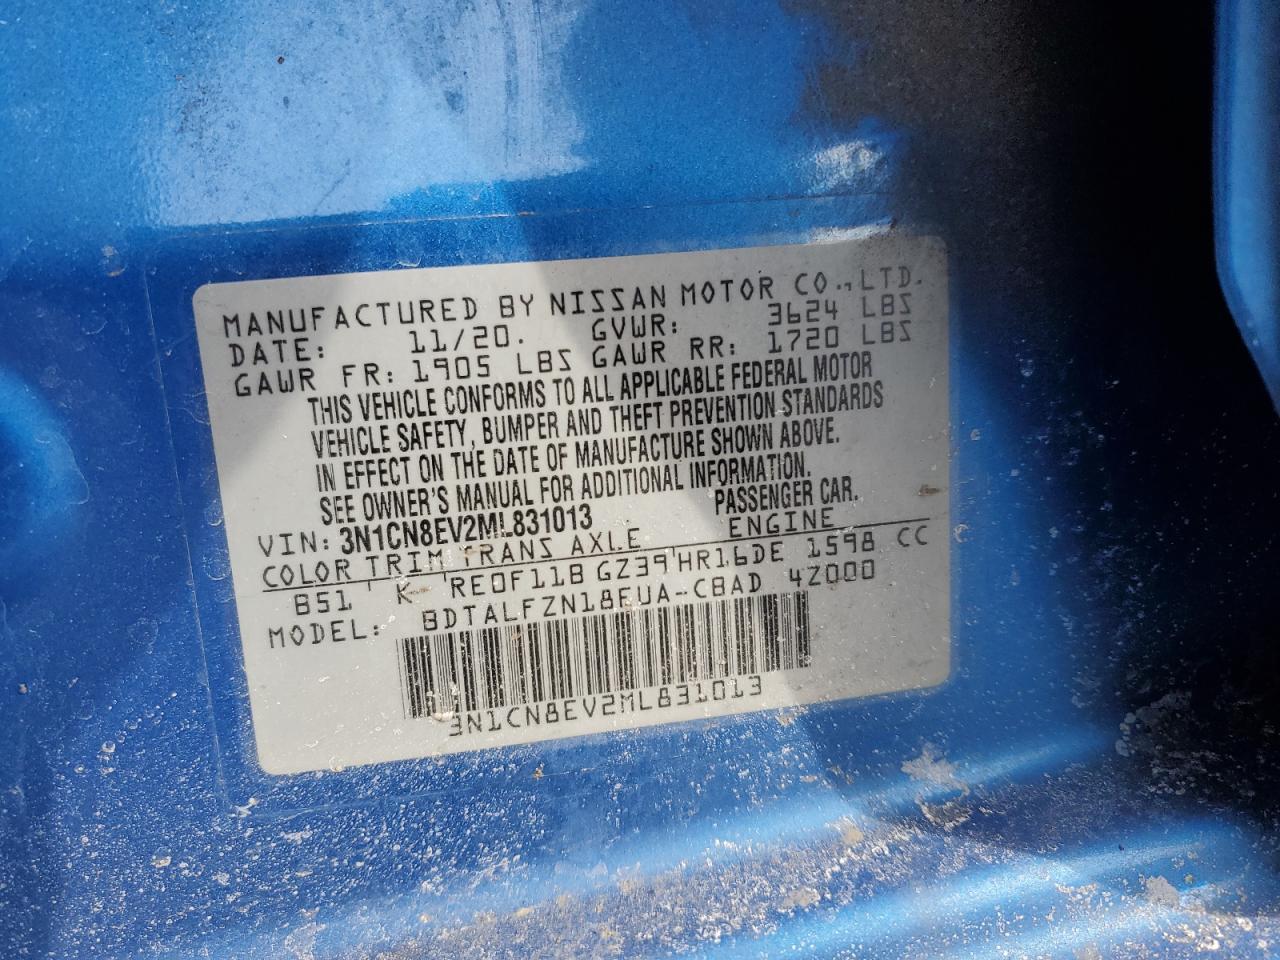 MANUFACTURED BY NISSAN MOTOR CO., LTD.
DATE: 11/20. GVWR: 3624 LBS
GAWR FR: 1905 LBS GAWR RR: 1720 LBS
THIS VEHICLE CONFORMS TO ALL APPLICABLE FEDERAL MOTOR
VEHICLE SAFETY, BUMPER AND THEFT PREVENTION STANDARDS
IN EFFECT ON THE DATE OF MANUFACTURE SHOWN ABOVE.
SEE OWNER'S MANUAL FOR ADDITIONAL INFORMATION.
VIN: 3N1CN8EV2ML831013 PASSENGER CAR.
COLOR TRIM TRANS AXLE ENGINE
B51 K RE0F11B GZ39 HR16DE 1598 CC
MODEL: BDTALFZN18EUA-CBAD 4Z000
3N1CN8EV2ML831013